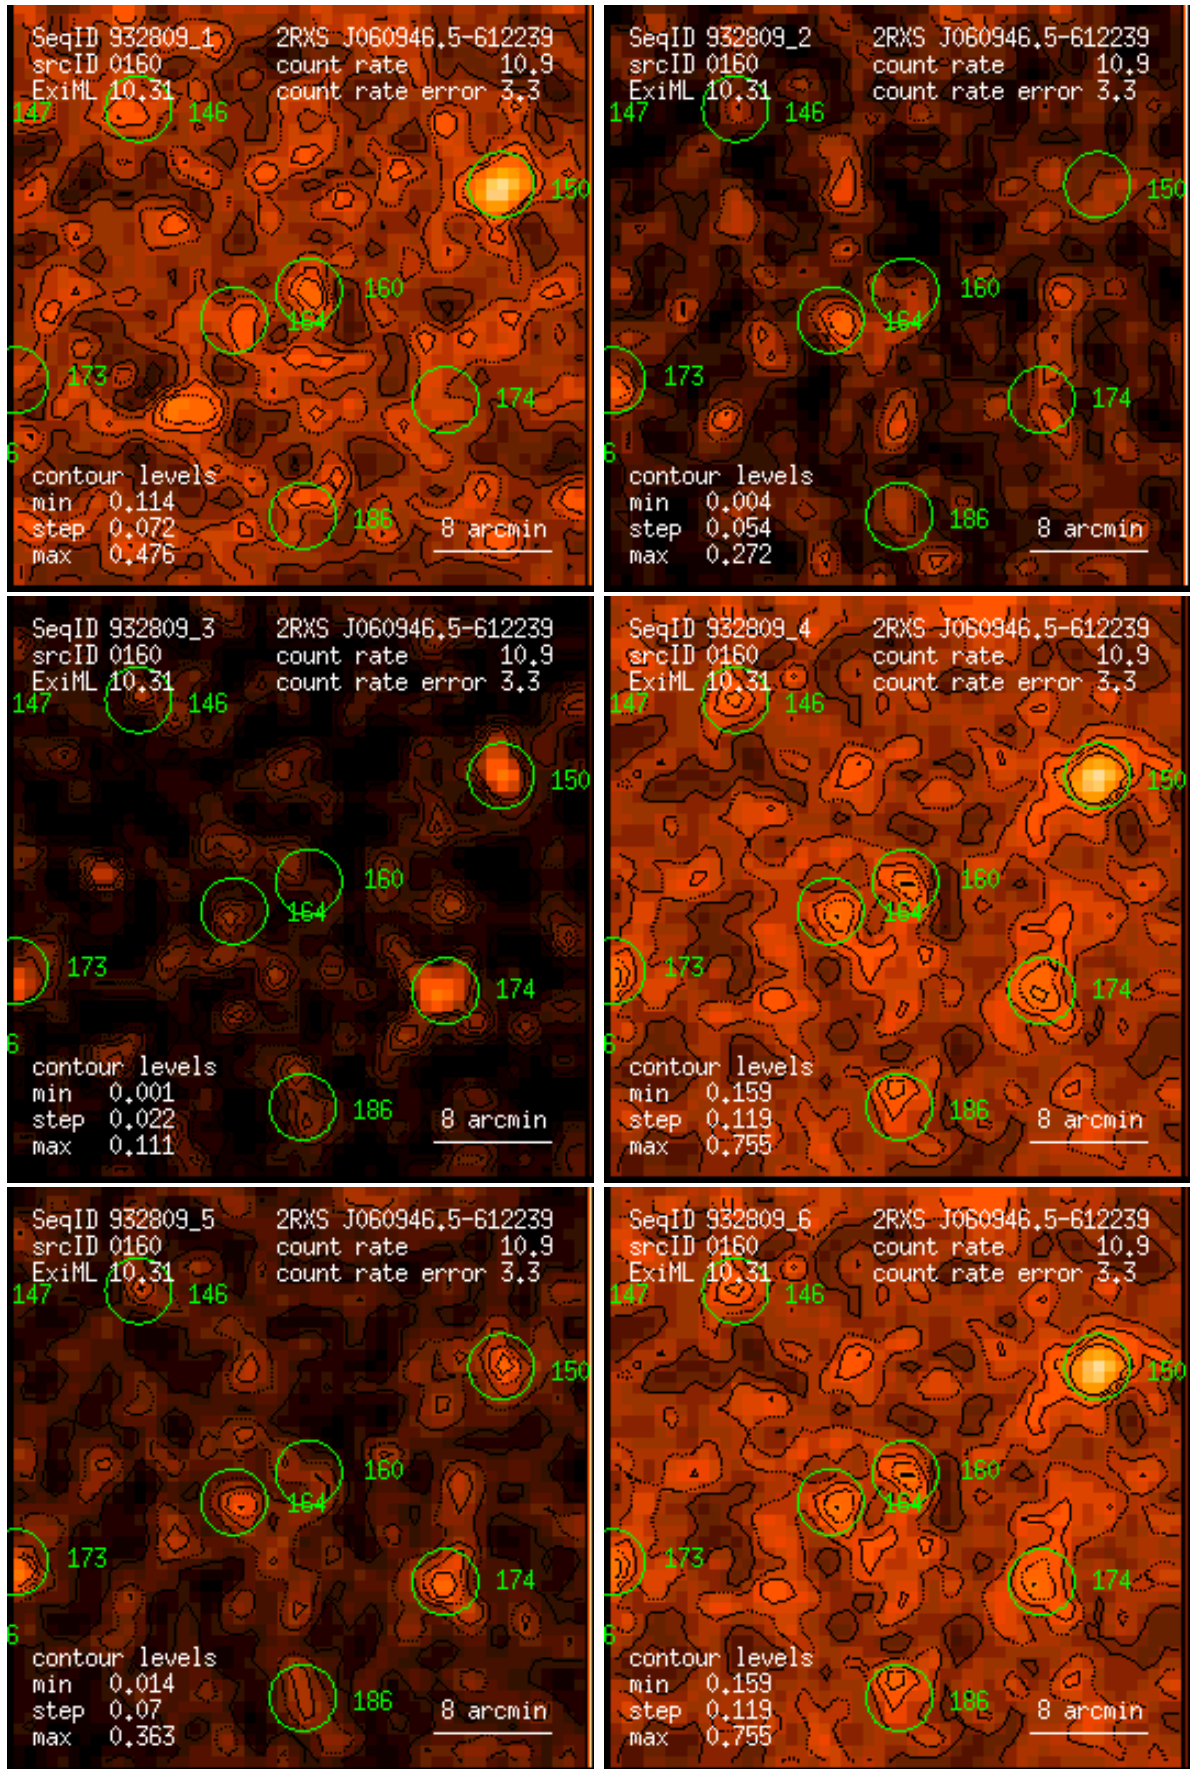 SeqID 932809_1 2RXS J060946.5-612239
srcID 0160 count rate 10.9
ExiML 10.31 count rate error 3.3
147 146
150
160
164
173
174
6
contour levels
min 0.114
step 0.072 186 8 arcmin
max 0.476
SeqID 932809_2 2RXS J060946.5-612239
srcID 0160 count rate 10.9
ExiML 10.31 count rate error 3.3
147 146
150
160
164
173
174
6
contour levels
min 0.004
step 0.054 186 8 arcmin
max 0.272
SeqID 932809_3 2RXS J060946.5-612239
srcID 0160 count rate 10.9
ExiML 10.31 count rate error 3.3
147 146
150
160
164
173
174
6
contour levels
min 0.001
step 0.022 186 8 arcmin
max 0.111
SeqID 932809_4 2RXS J060946.5-612239
srcID 0160 count rate 10.9
ExiML 10.31 count rate error 3.3
147 146
150
160
164
173
174
6
contour levels
min 0.159
step 0.119 186 8 arcmin
max 0.755
SeqID 932809_5 2RXS J060946.5-612239
srcID 0160 count rate 10.9
ExiML 10.31 count rate error 3.3
147 146
150
160
164
173
174
6
contour levels
min 0.014
step 0.07 186 8 arcmin
max 0.363
SeqID 932809_6 2RXS J060946.5-612239
srcID 0160 count rate 10.9
ExiML 10.31 count rate error 3.3
147 146
150
160
164
173
174
6
contour levels
min 0.159
step 0.119 186 8 arcmin
max 0.755